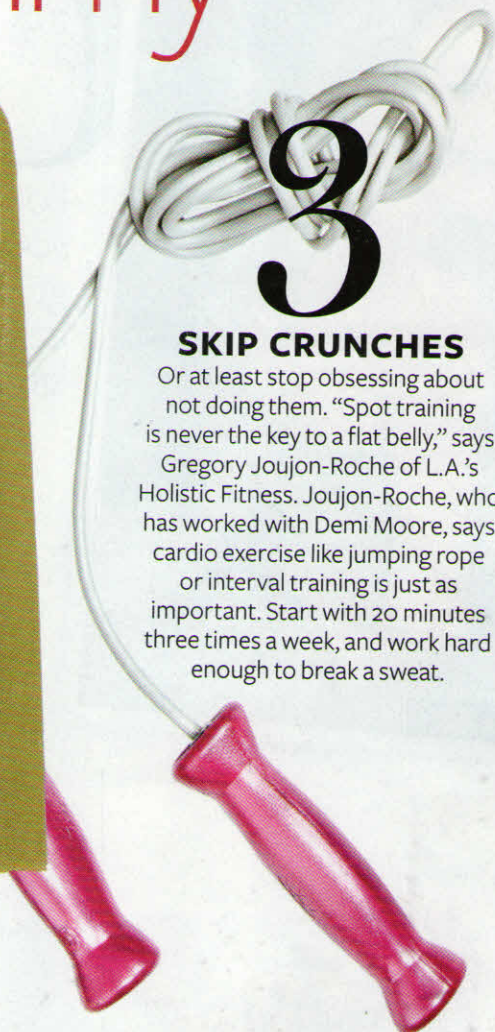 3
SKIP CRUNCHES
Or at least stop obsessing about
not doing them. “Spot training
is never the key to a flat belly,” says
Gregory Joujon-Roche of L.A.’s
Holistic Fitness. Joujon-Roche, who
has worked with Demi Moore, says
cardio exercise like jumping rope
or interval training is just as
important. Start with 20 minutes
three times a week, and work hard
enough to break a sweat.